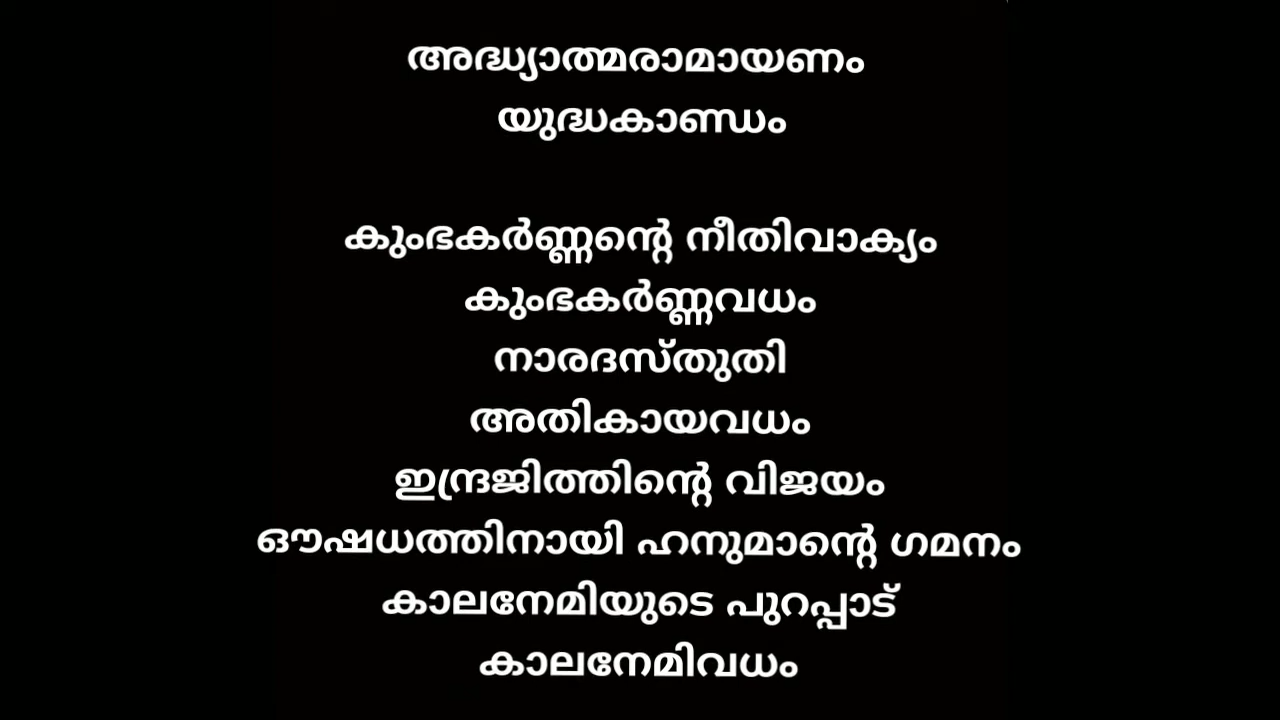 അദ്ധ്യാത്മരാമായണം
യുദ്ധകാണ്ഡം
കുംഭകർണ്ണന്റെ നീതിവാക്യം
കുംഭകർണ്ണവധം
നാരദസ്തുതി
അതികായവധം
ഇന്ദ്രജിത്തിന്റെ വിജയം
ഔഷധത്തിനായി ഹനുമാന്റെ ഗമനം
കാലനേമിയുടെ പുറപ്പാട്
കാലനേമിവധം